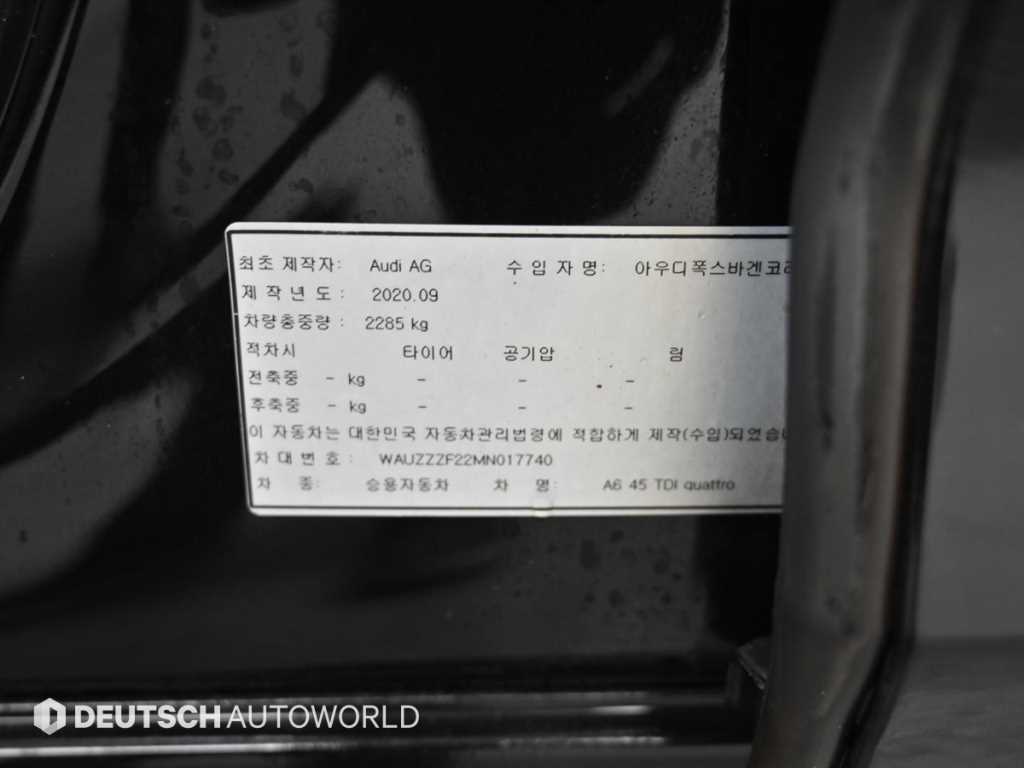 최초 제작자: Audi AG 수 입 자 명: 아우디폭스바겐코리
제 작 년 도 : 2020.09
차량총중량 : 2285 kg
적차시 타이어 공기압 림
전축중 - kg - - -
후축중 - kg - - -
이 자동차는 대한민국 자동차관리법령에 적합하게 제작(수입)되었습니
차 대 번 호 : WAUZZZF22MN017740
차 종: 승용자동차 차 명: A6 45 TDI quattro
DEUTSCH AUTOWORLD